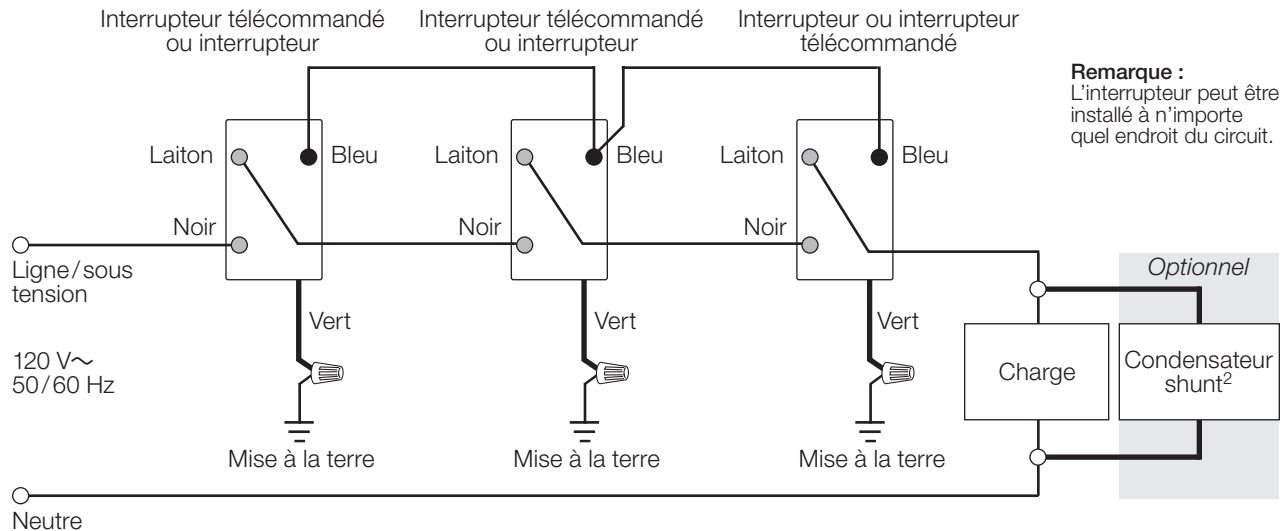 Interrupteur télécommandé
ou interrupteur
Interrupteur télécommandé
ou interrupteur
Interrupteur ou interrupteur
télécommandé
Remarque :
L’interrupteur peut être
installé à n’importe
quel endroit du circuit.
Laiton
Bleu
Laiton
Bleu
Laiton
Bleu
Noir
Noir
Noir
Ligne/sous
tension
Optionnel
Vert
Vert
Vert
120 V~
50/60 Hz
Charge
Condensateur
shunt²
Mise à la terre
Mise à la terre
Mise à la terre
Neutre